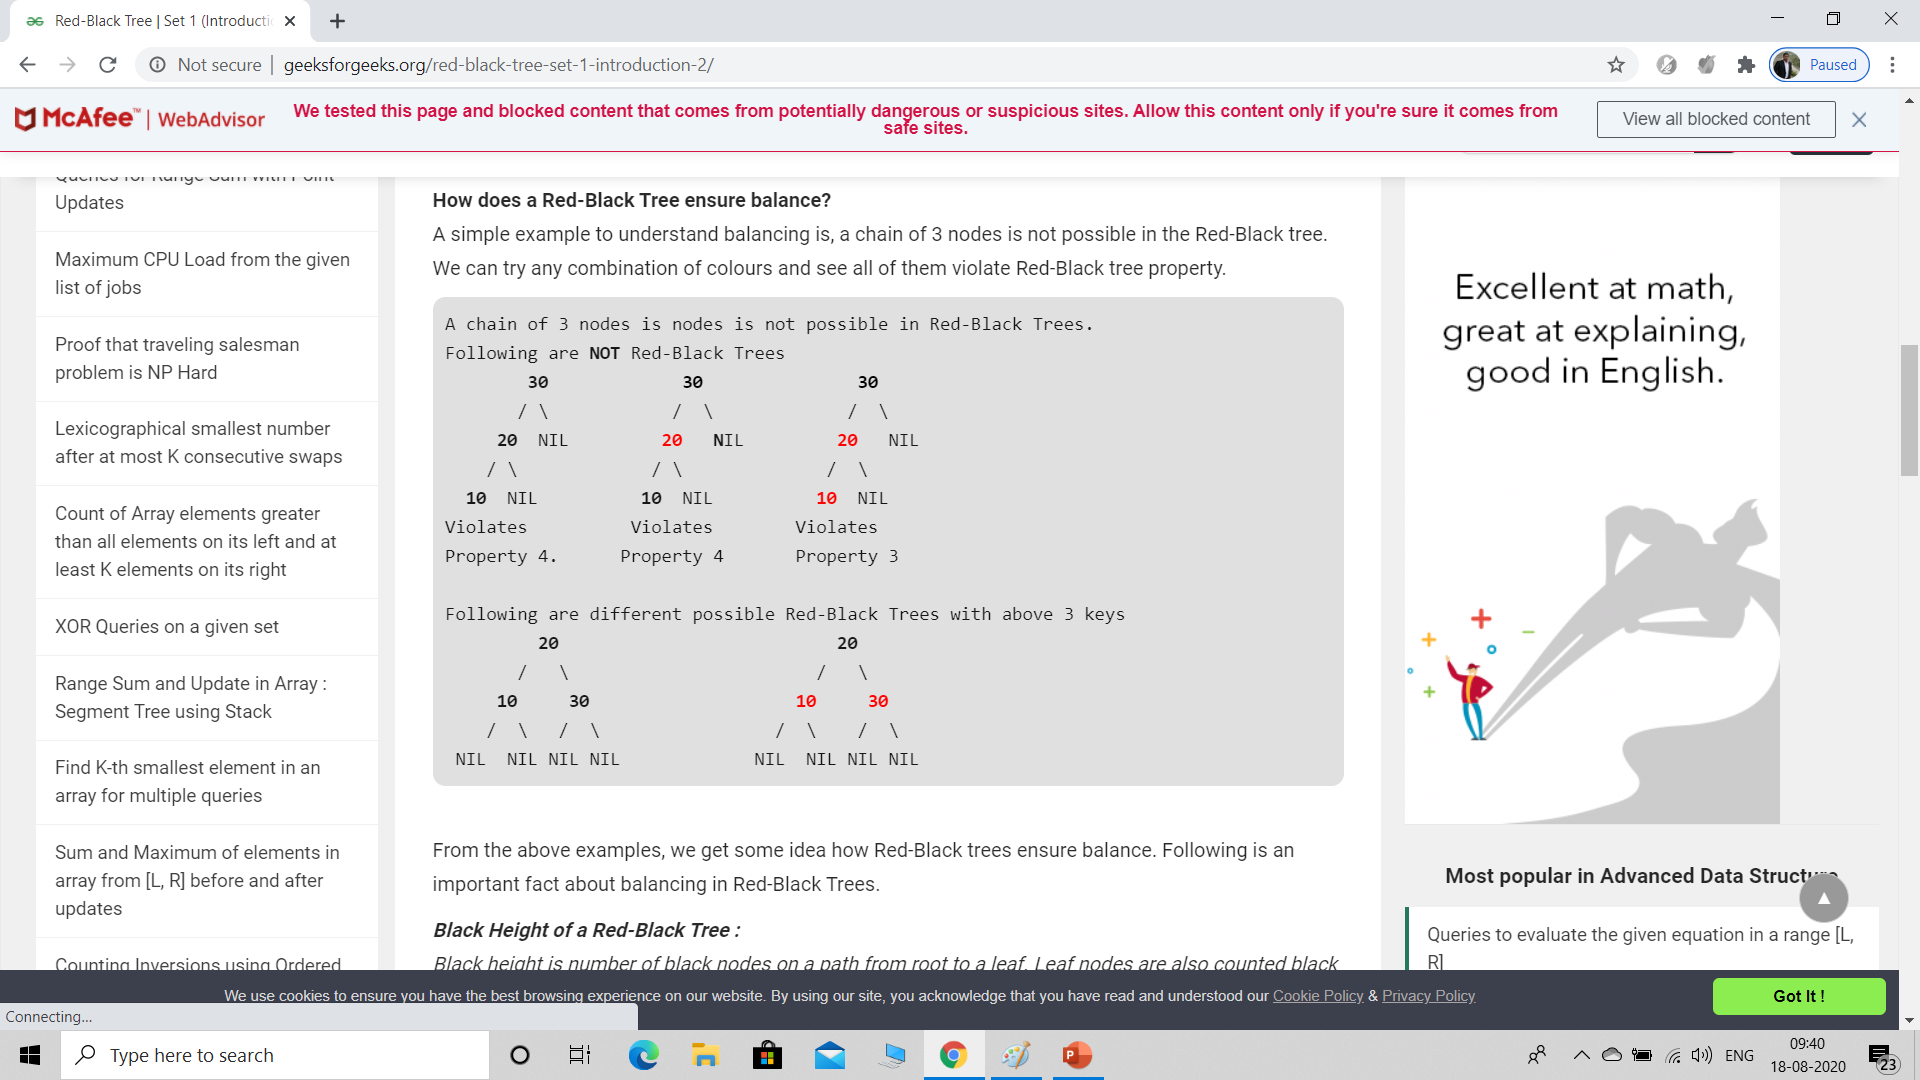 Red-Black Tree | Set 1 (Introducti
Not secure
geeksforgeeks.org/red-black-tree-set-1-introduction-2/
Paused
McAfee™ | WebAdvisor
We tested this page and blocked content that comes from potentially dangerous or suspicious sites. Allow this content only if you're sure it comes from
safe sites.
View all blocked content
Queries for Range Sum with Point
Updates
Maximum CPU Load from the given
list of jobs
Proof that traveling salesman
problem is NP Hard
Lexicographical smallest number
after at most K consecutive swaps
Count of Array elements greater
than all elements on its left and at
least K elements on its right
XOR Queries on a given set
Range Sum and Update in Array :
Segment Tree using Stack
Find K-th smallest element in an
array for multiple queries
Sum and Maximum of elements in
array from [L, R] before and after
updates
Counting Inversions using Ordered
How does a Red-Black Tree ensure balance?
A simple example to understand balancing is, a chain of 3 nodes is not possible in the Red-Black tree.
We can try any combination of colours and see all of them violate Red-Black tree property.
A chain of 3 nodes is nodes is not possible in Red-Black Trees.
Following are NOT Red-Black Trees
30 30 30
/ \ / \ / \
20 NIL 20 NIL 20 NIL
/ \ / \ / \
10 NIL 10 NIL 10 NIL
Violates Violates Violates
Property 4. Property 4 Property 3
Following are different possible Red-Black Trees with above 3 keys
20 20
/ \ / \
10 30 10 30
/ \ / \ / \ / \
NIL NIL NIL NIL NIL NIL NIL NIL
From the above examples, we get some idea how Red-Black trees ensure balance. Following is an
important fact about balancing in Red-Black Trees.
Black Height of a Red-Black Tree :
Black height is number of black nodes on a path from root to a leaf. Leaf nodes are also counted black
Excellent at math,
great at explaining,
good in English.
Most popular in Advanced Data Structure
Queries to evaluate the given equation in a range [L,
R]
We use cookies to ensure you have the best browsing experience on our website. By using our site, you acknowledge that you have read and understood our Cookie Policy & Privacy Policy
Got It !
Connecting...
Type here to search
ENG
09:40
18-08-2020
23